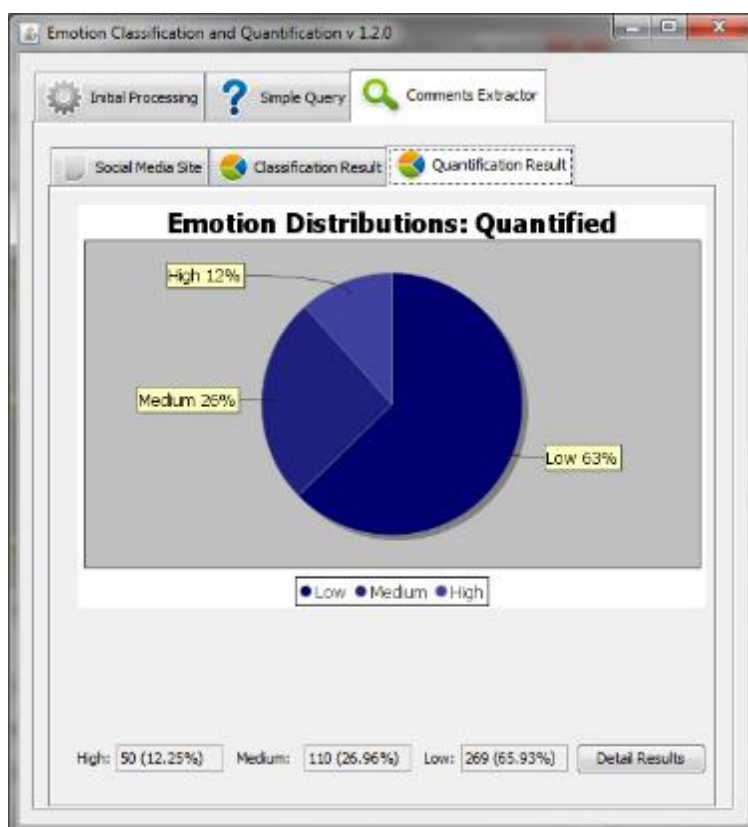 Emotion Classification and Quantification v 1.2.0
Initial Processing Simple Query Comments Extractor
Social Media Site Classification Result Quantification Result
Emotion Distributions: Quantified
High 12%
Medium 26%
Low 63%
Low Medium High
High: 50 (12.25%) Medium: 110 (26.96%) Low: 269 (65.93%) Detail Results